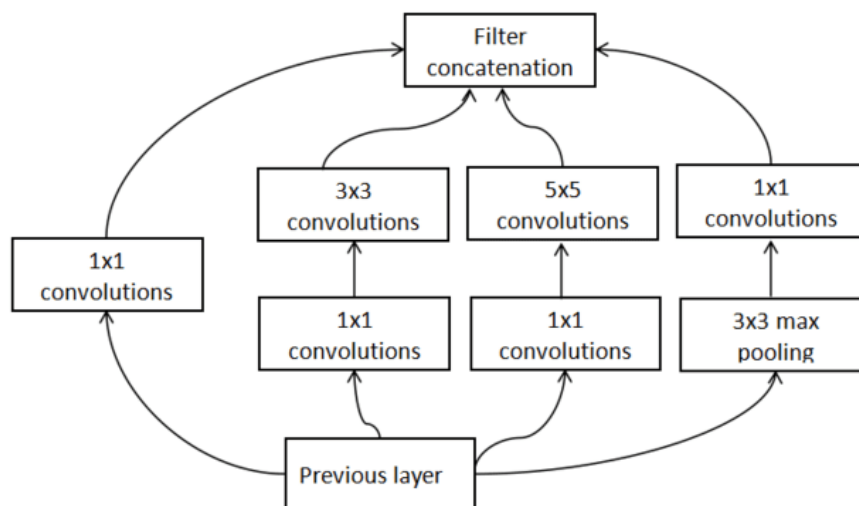 Filter
concatenation
3x3
convolutions
5x5
convolutions
1x1
convolutions
1x1
convolutions
1x1
convolutions
1x1
convolutions
3x3 max
pooling
Previous layer